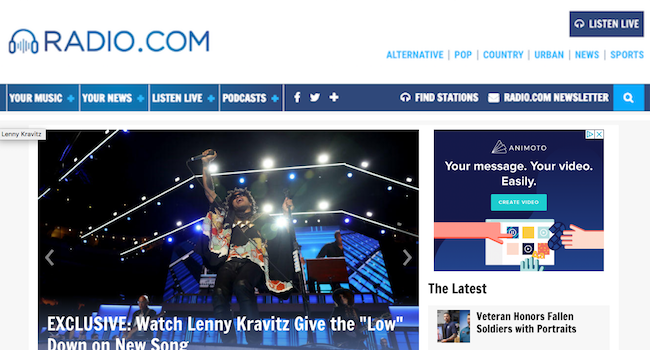 RADIO.COM
LISTEN LIVE
ALTERNATIVE | POP | COUNTRY | URBAN | NEWS | SPORTS
YOUR MUSIC + YOUR NEWS + LISTEN LIVE + PODCASTS + f + FIND STATIONS RADIO.COM NEWSLETTER
Lenny Kravitz
EXCLUSIVE: Watch Lenny Kravitz Give the "Low"
Down on New Song
ANIMOTO
Your message. Your video.
Easily.
CREATE VIDEO
The Latest
Veteran Honors Fallen
Soldiers with Portraits